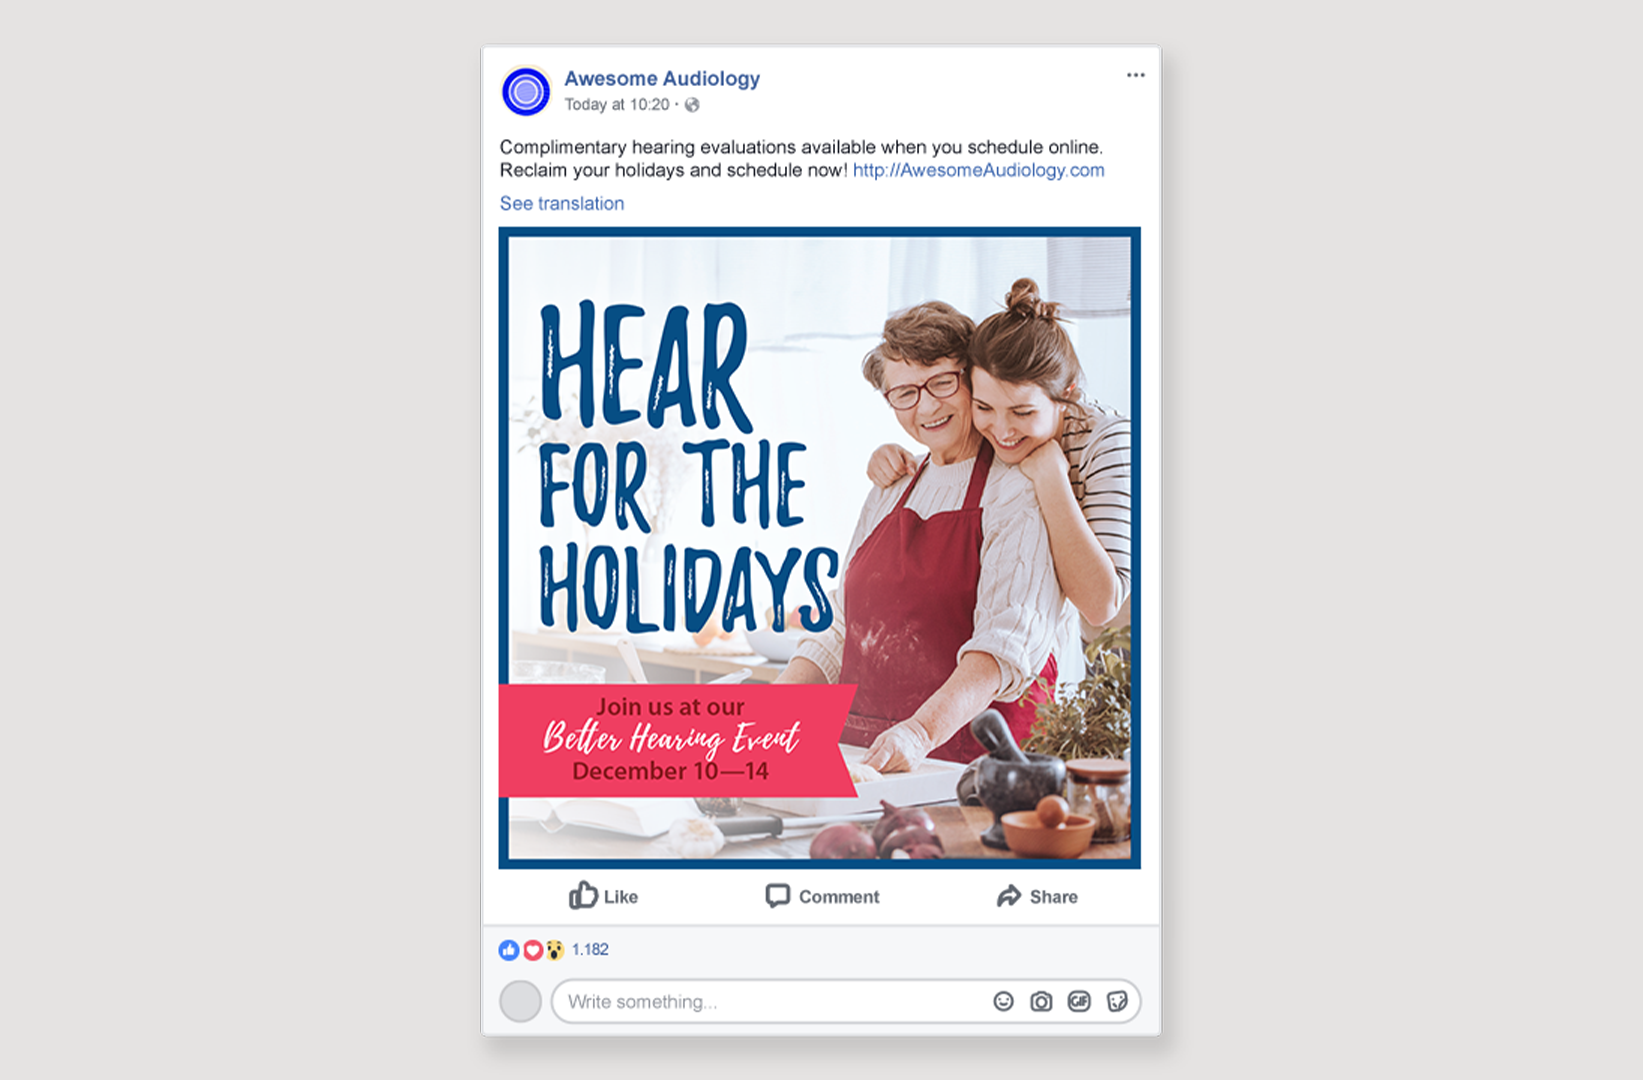 Awesome Audiology
Today at 10:20 ·
Complimentary hearing evaluations available when you schedule online.
Reclaim your holidays and schedule now! http://AwesomeAudiology.com
See translation
HEAR
FOR THE
HOLIDAYS
Join us at our
Better Hearing Event
December 10—14
Like
Comment
Share
1.182
Write something...
GIF